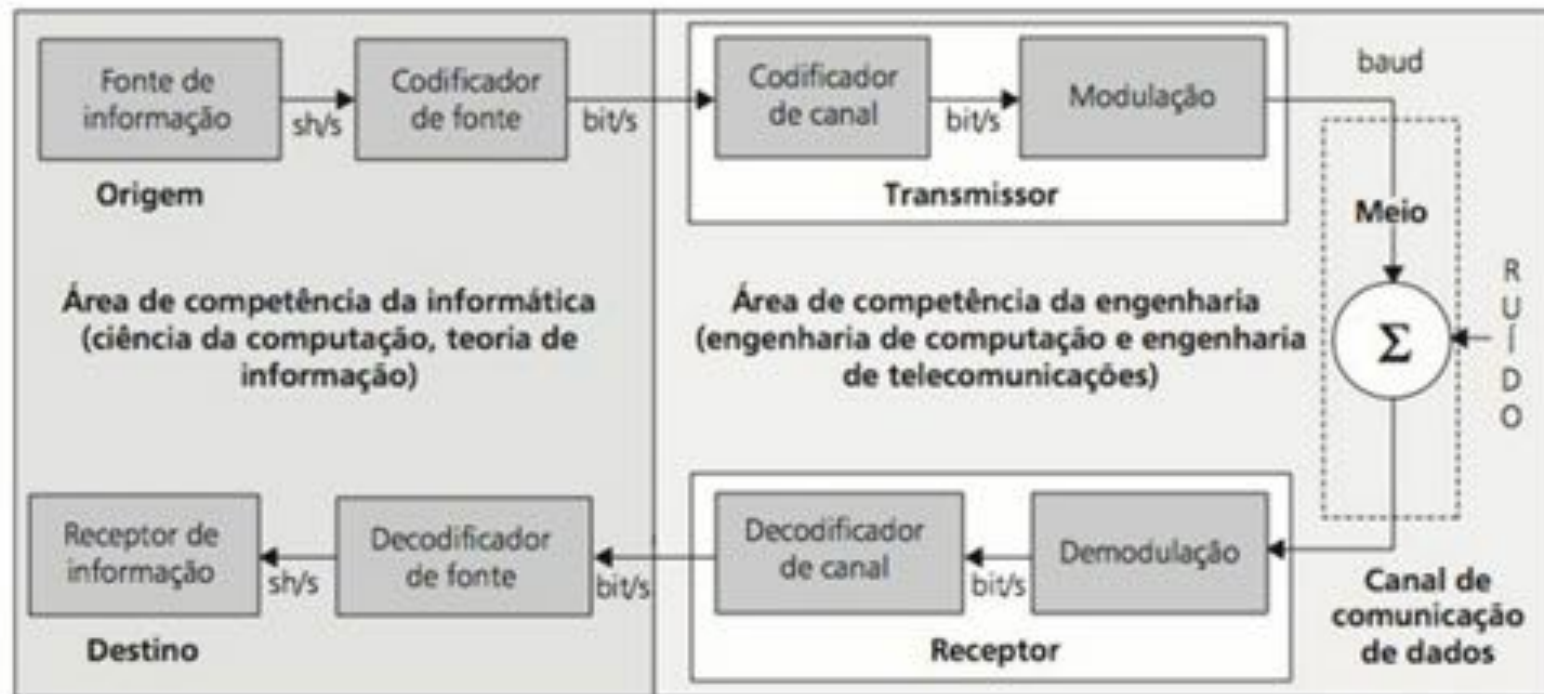 Fonte de
informação
sh/s
Codificador
de fonte
bit/s
Origem
Codificador
de canal
bit/s
Modulação
Transmissor
baud
Meio
Área de competência da informática
(ciência da computação, teoria de
informação)
Área de competência da engenharia
(engenharia de computação e engenharia
de telecomunicações)
Σ
R
U
Í
D
O
Receptor de
informação
sh/s
Decodificador
de fonte
bit/s
Destino
Decodificador
de canal
bit/s
Demodulação
Receptor
Canal de
comunicação
de dados